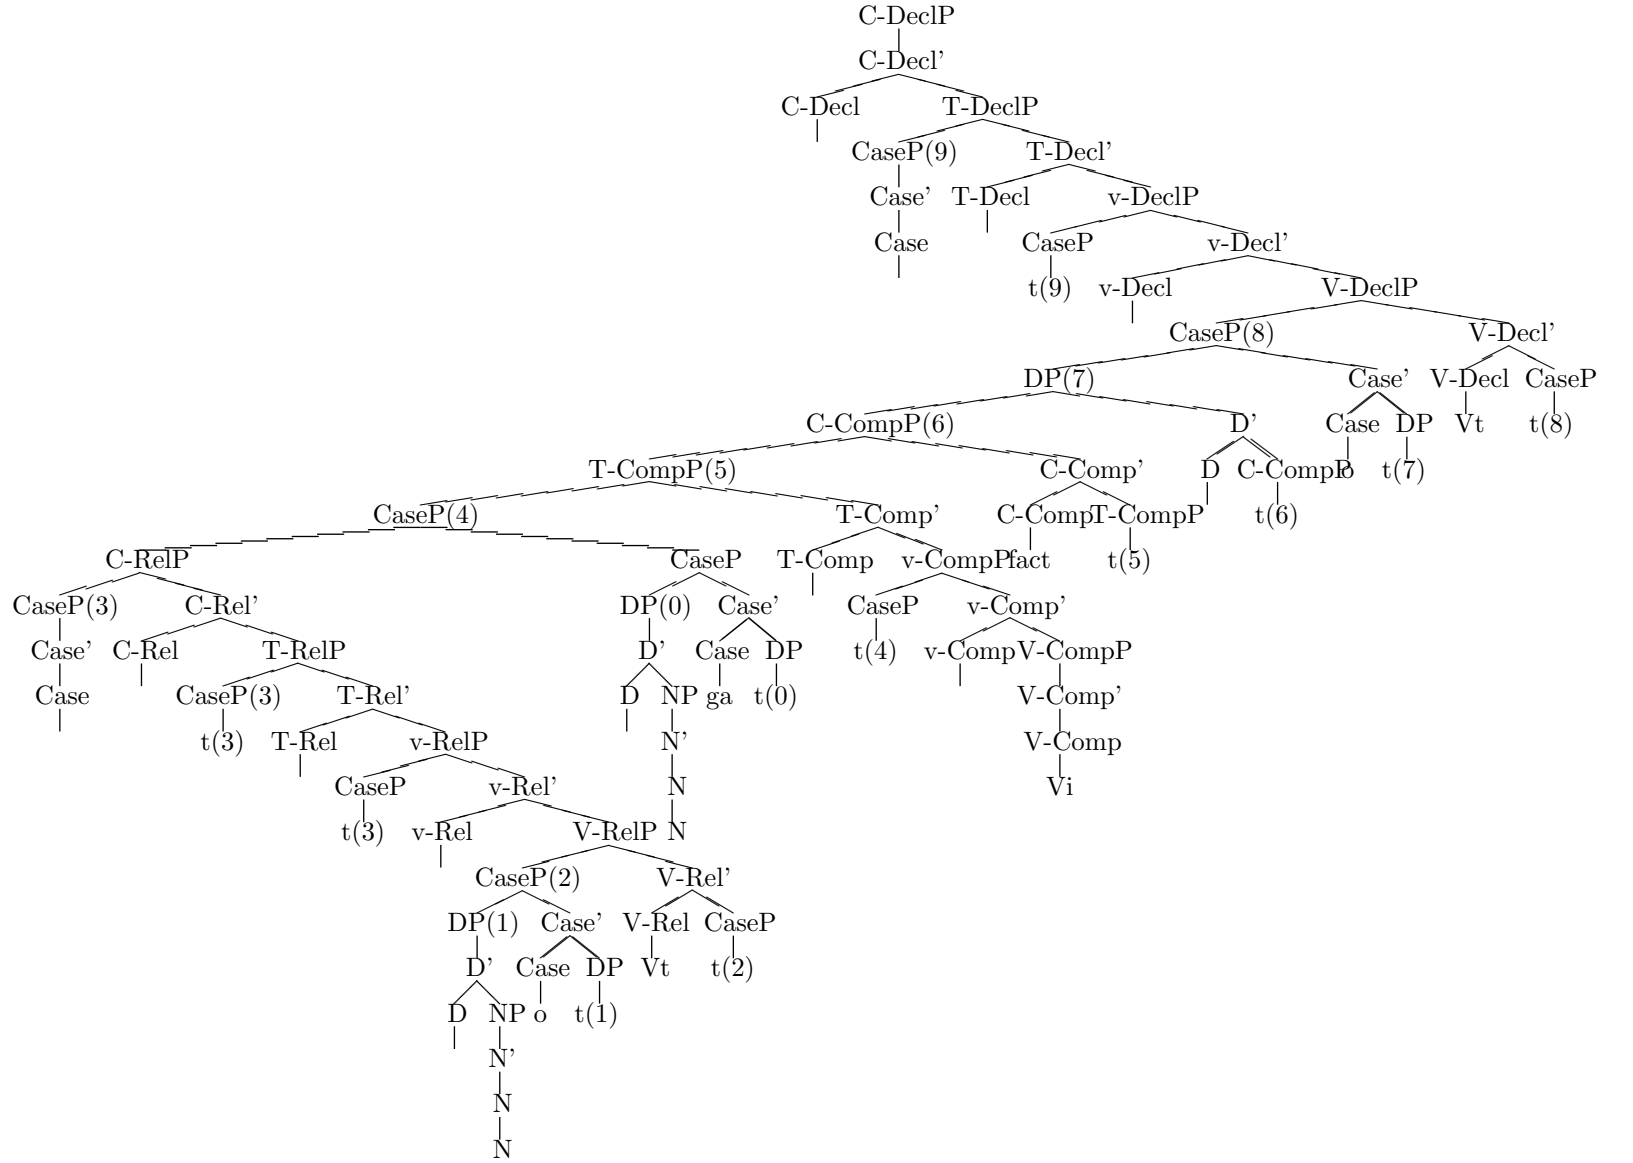 C-DeclP
C-Decl'
C-Decl T-DeclP
CaseP(9) T-Decl'
Case' T-Decl v-DeclP
Case CaseP v-Decl'
t(9) v-Decl V-DeclP
CaseP(8) V-Decl'
DP(7) Case' V-Decl CaseP
C-CompP(6) D' Case DP Vt t(8)
T-CompP(5) C-Comp' D C-CompP o t(7)
CaseP(4) T-Comp' C-Comp T-CompP t(6)
C-RelP CaseP T-Comp v-CompP fact t(5)
CaseP(3) C-Rel' DP(0) Case' CaseP v-Comp'
Case' C-Rel T-RelP D' Case DP t(4) v-Comp V-CompP
Case CaseP(3) T-Rel' D NP ga t(0) V-Comp'
t(3) T-Rel v-RelP N' V-Comp
CaseP v-Rel' N Vi
t(3) v-Rel V-RelP N
CaseP(2) V-Rel'
DP(1) Case' V-Rel CaseP
D' Case DP Vt t(2)
D NP o t(1)
N'
N
N